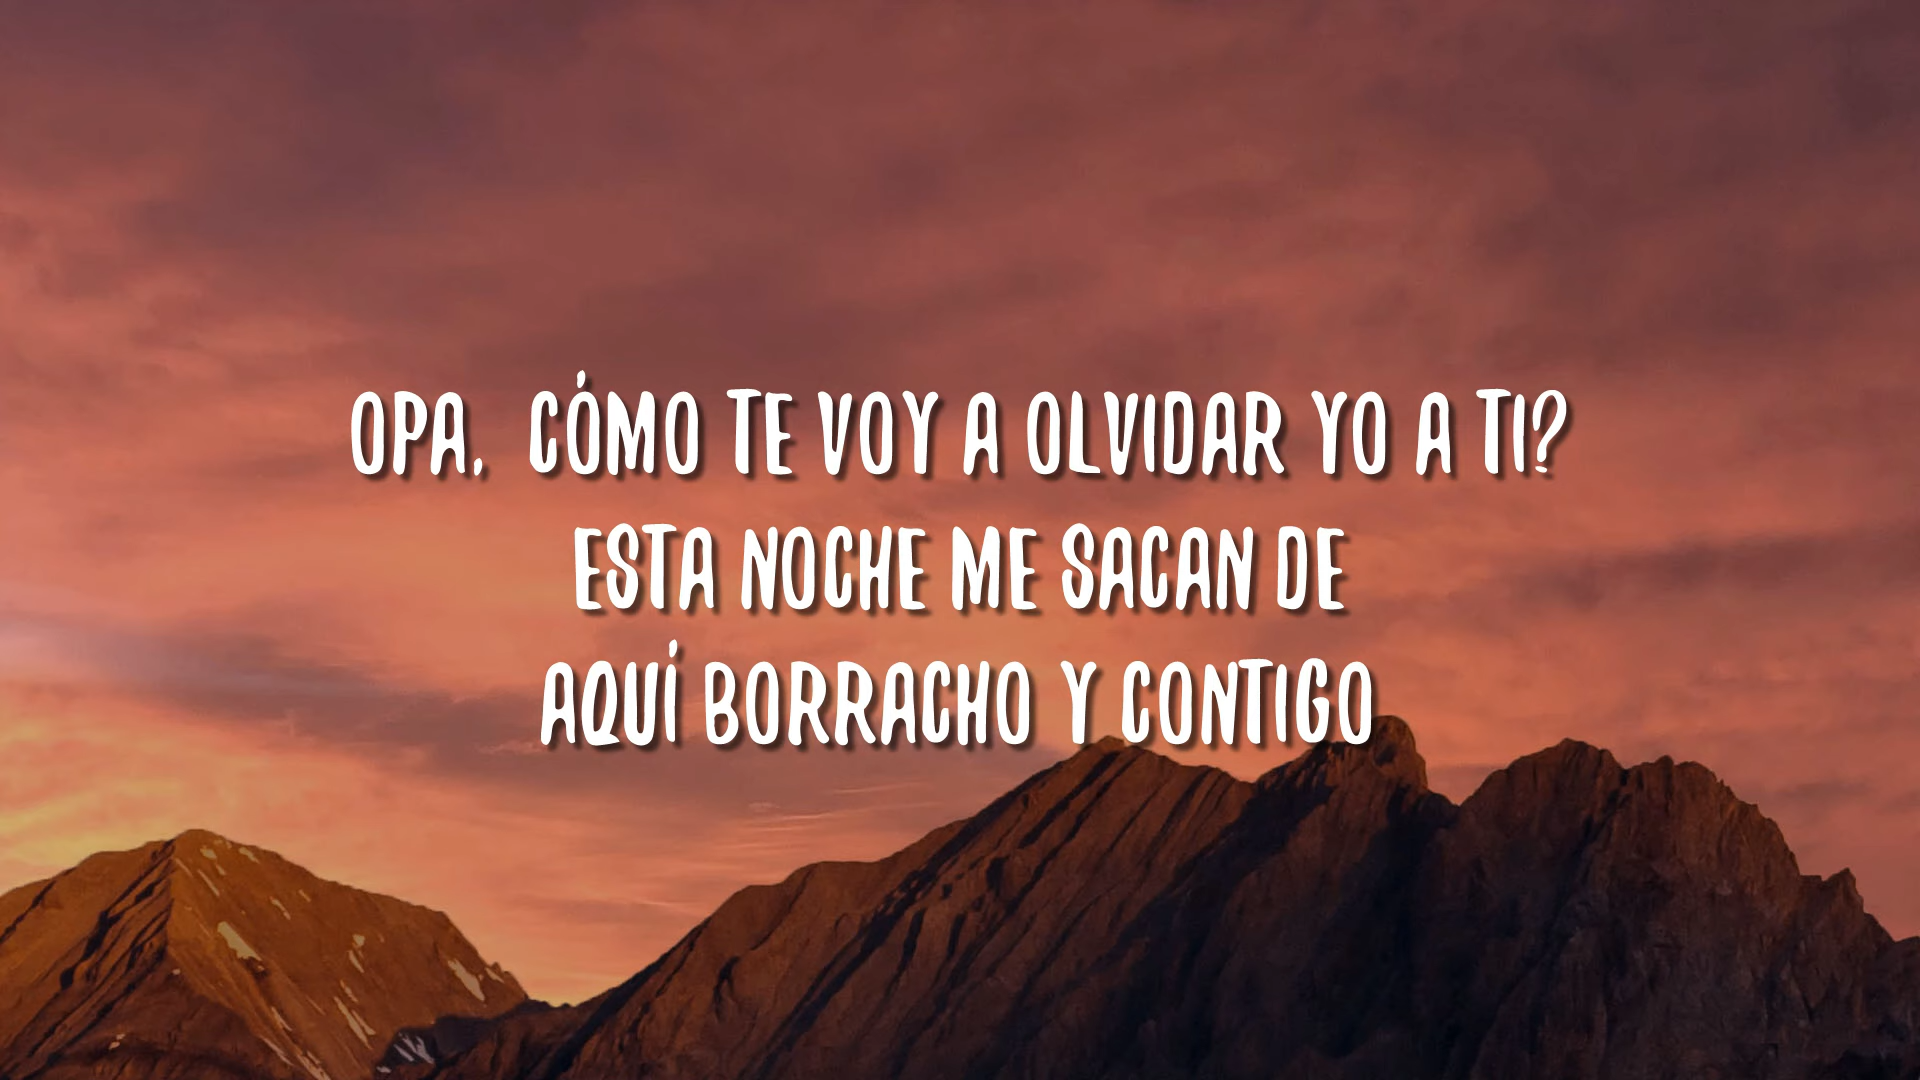 OPA, CÓMO TE VOY A OLVIDAR YO A TI?
ESTA NOCHE ME SACAN DE
AQUÍ BORRACHO Y CONTIGO